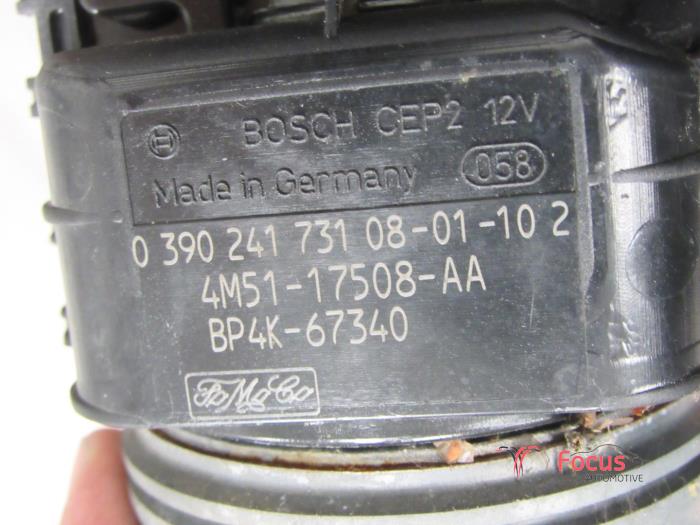 BOSCH CEP2 12V
Made in Germany 058
0 390 241 731 08-01-10 2
4M51-17508-AA
BP4K-67340
FoMoCo
Focus
AUTOMOTIVE